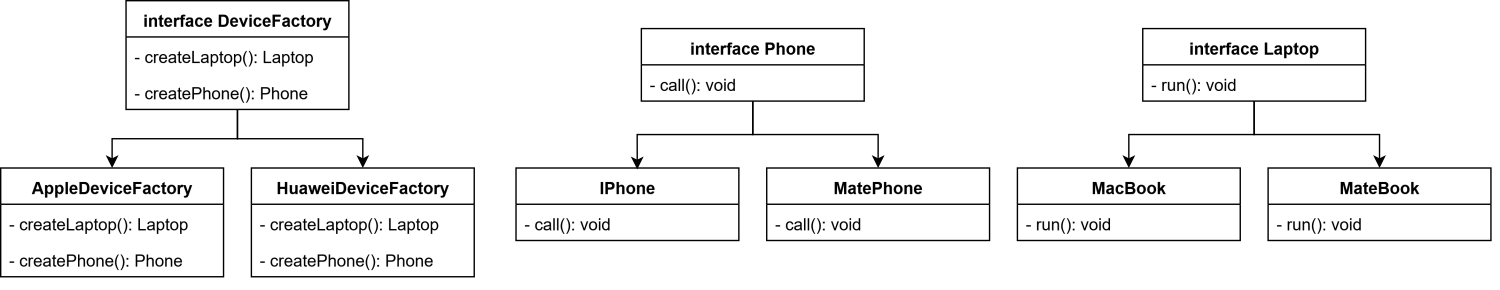 interface DeviceFactory
- createLaptop(): Laptop
- createPhone(): Phone
AppleDeviceFactory
- createLaptop(): Laptop
- createPhone(): Phone
HuaweiDeviceFactory
- createLaptop(): Laptop
- createPhone(): Phone
interface Phone
- call(): void
IPhone
- call(): void
MatePhone
- call(): void
interface Laptop
- run(): void
MacBook
- run(): void
MateBook
- run(): void